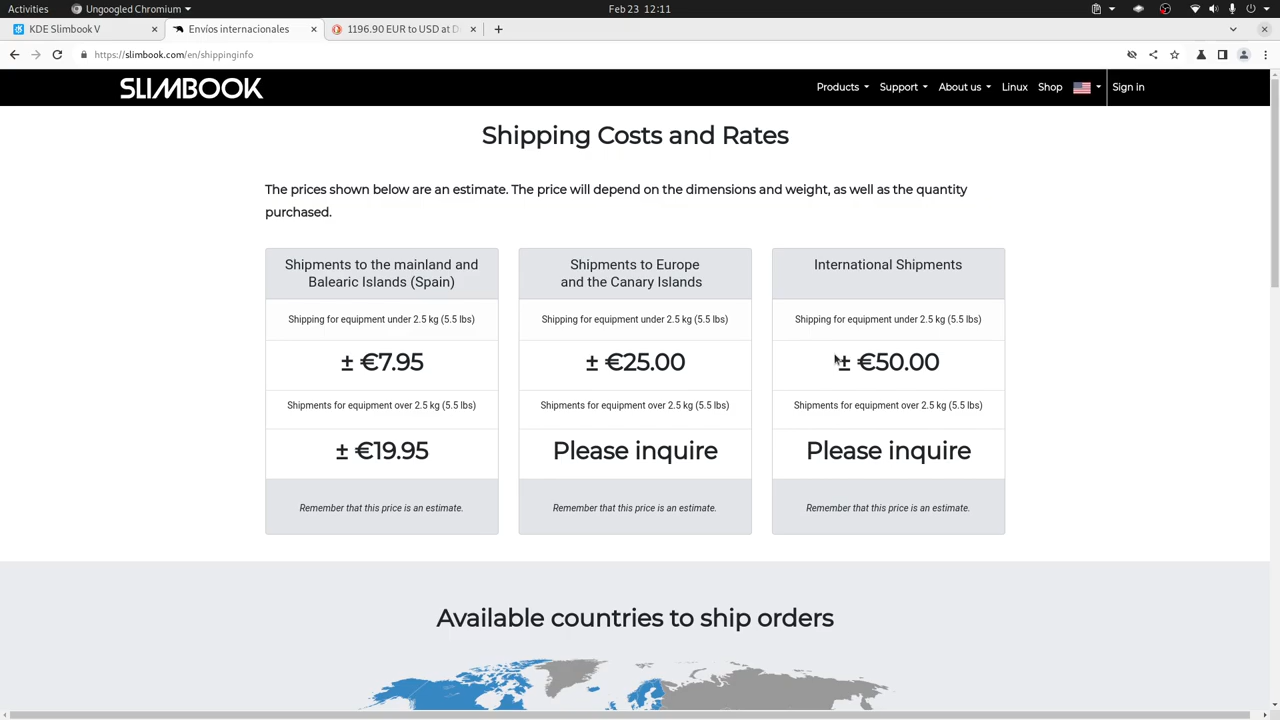 Activities Ungoogled Chromium Feb 23 12:11
KDE Slimbook V Envíos internacionales 1196.90 EUR to USD at D
https://slimbook.com/en/shippinginfo
SLIMBOOK Products Support About us Linux Shop Sign in
Shipping Costs and Rates
The prices shown below are an estimate. The price will depend on the dimensions and weight, as well as the quantity
purchased.
Shipments to the mainland and
Balearic Islands (Spain)
Shipping for equipment under 2.5 kg (5.5 lbs)
± €7.95
Shipments for equipment over 2.5 kg (5.5 lbs)
± €19.95
Remember that this price is an estimate.
Shipments to Europe
and the Canary Islands
Shipping for equipment under 2.5 kg (5.5 lbs)
± €25.00
Shipments for equipment over 2.5 kg (5.5 lbs)
Please inquire
Remember that this price is an estimate.
International Shipments
Shipping for equipment under 2.5 kg (5.5 lbs)
± €50.00
Shipments for equipment over 2.5 kg (5.5 lbs)
Please inquire
Remember that this price is an estimate.
Available countries to ship orders